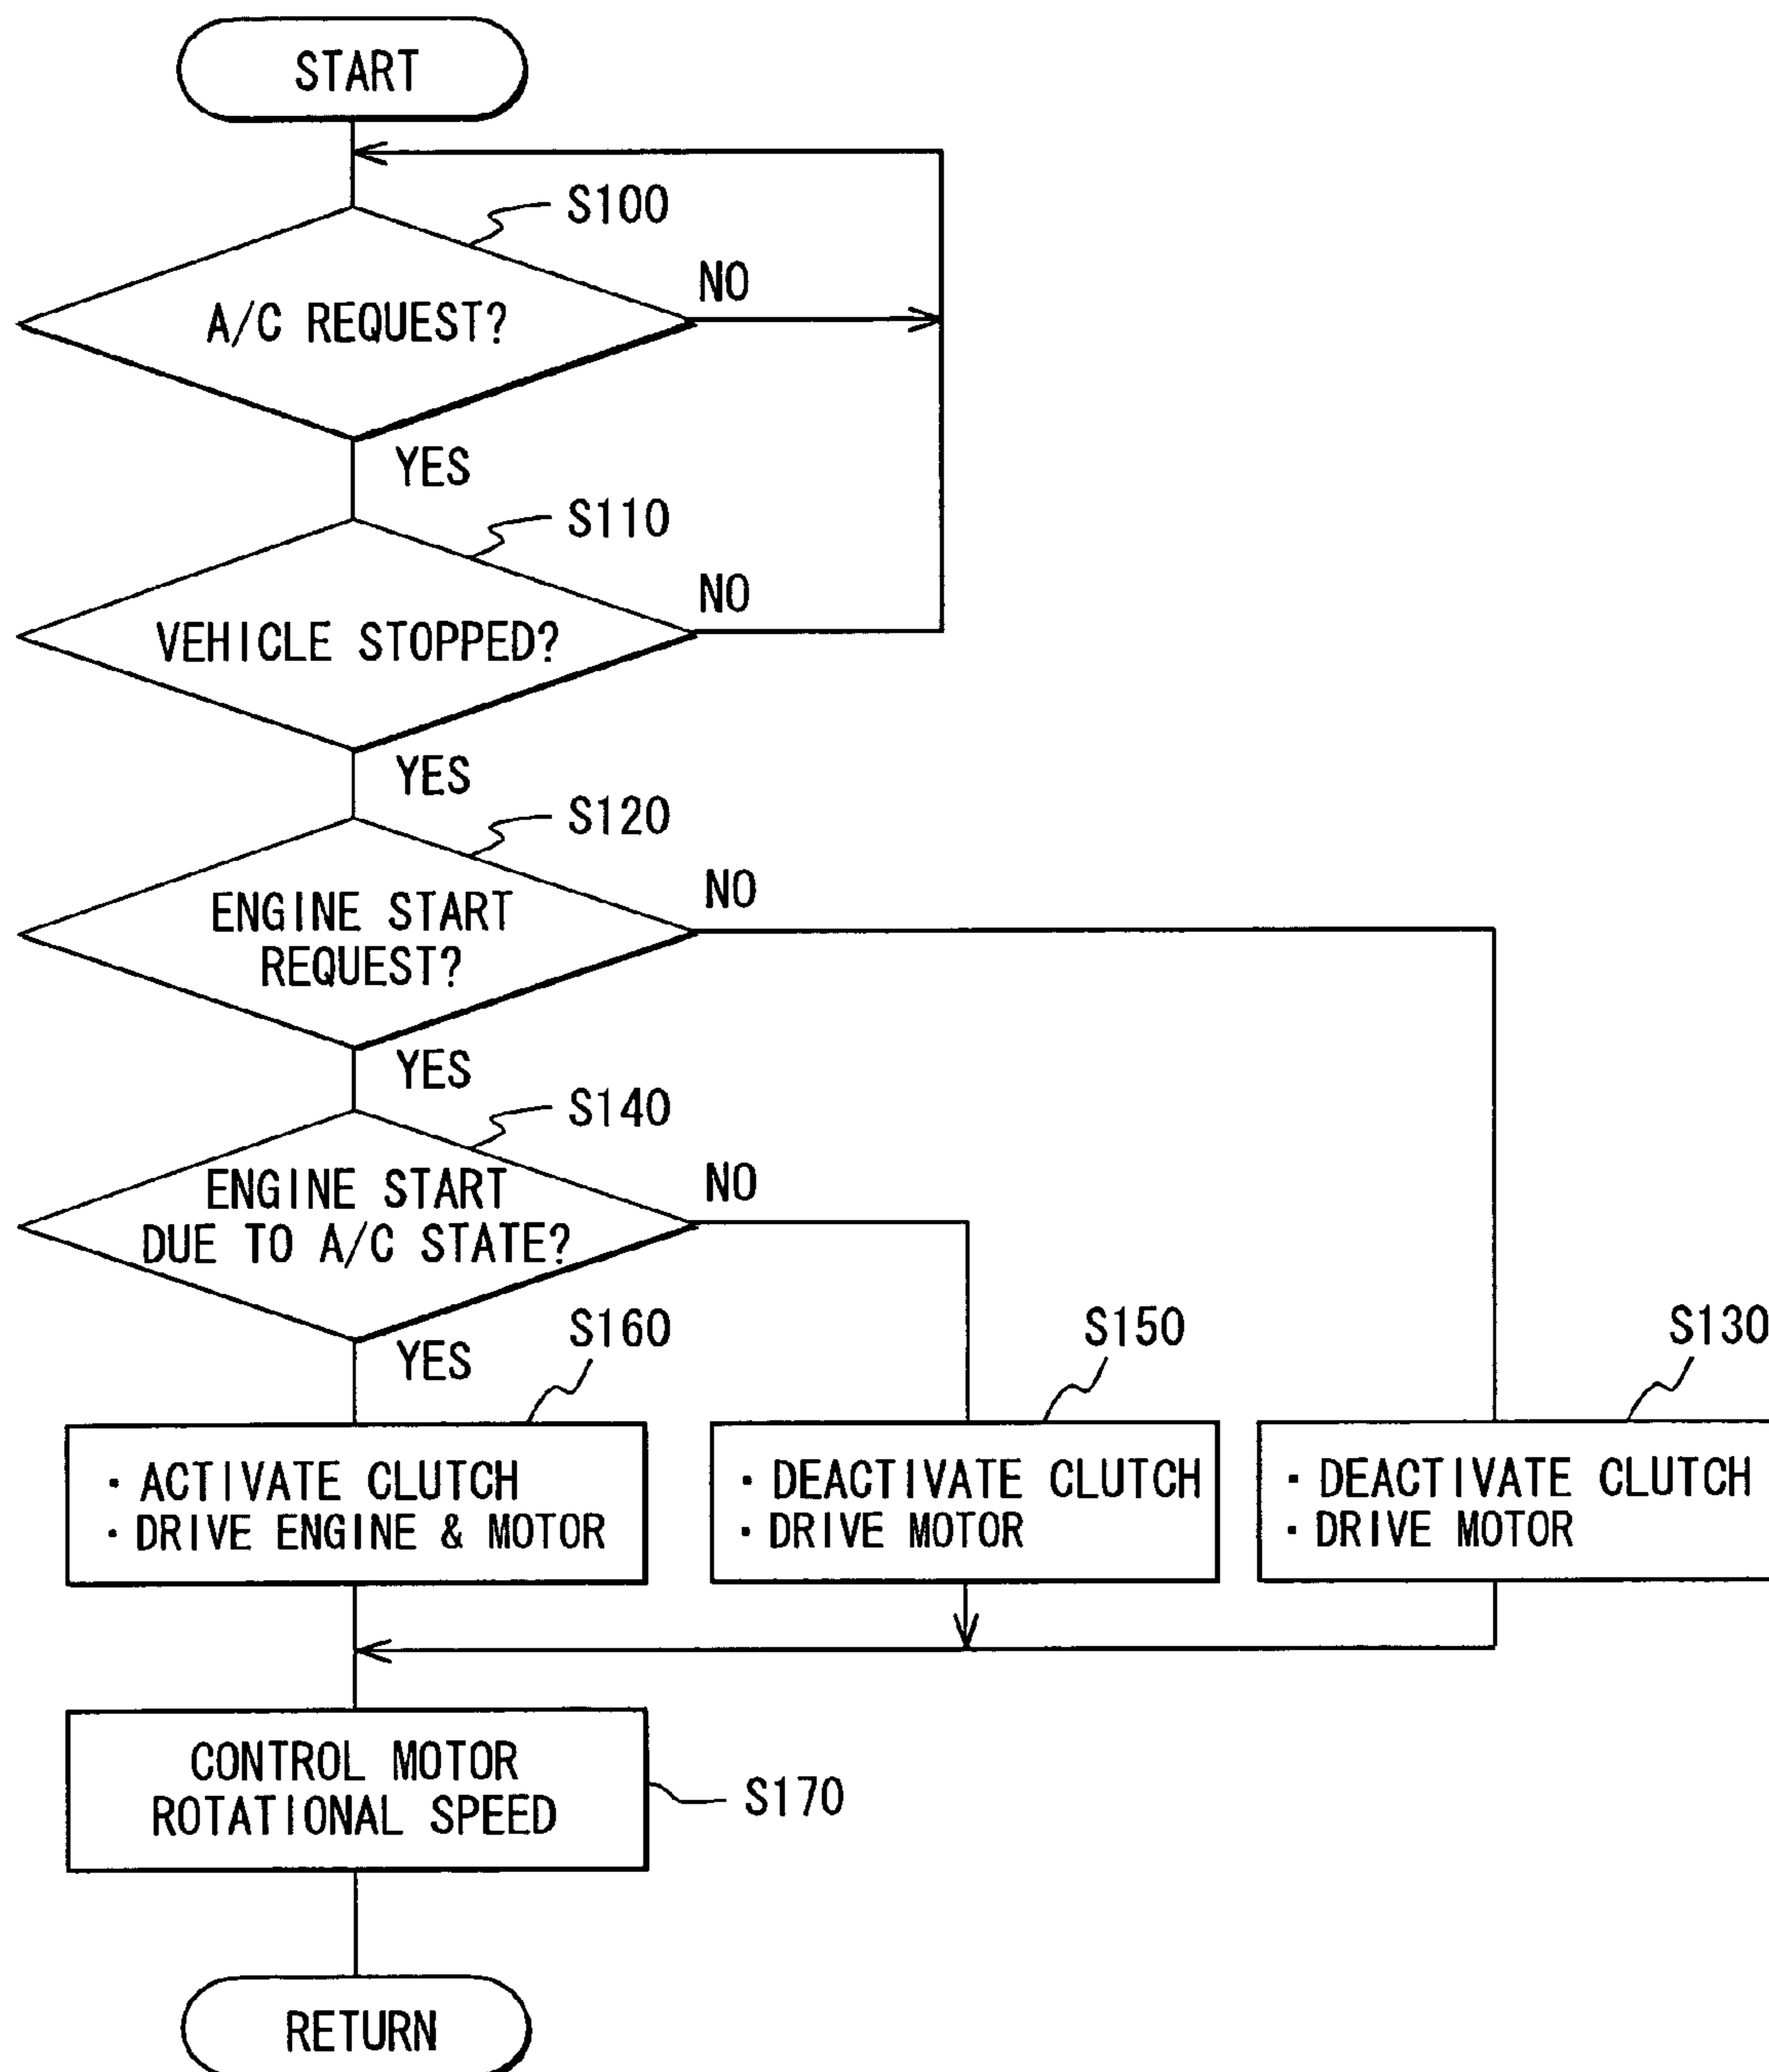 START
S100
A/C REQUEST?
NO
YES
S110
VEHICLE STOPPED?
NO
YES
S120
ENGINE START
REQUEST?
NO
YES
S140
ENGINE START
DUE TO A/C STATE?
NO
YES
S160
· ACTIVATE CLUTCH
· DRIVE ENGINE & MOTOR
S150
· DEACTIVATE CLUTCH
· DRIVE MOTOR
S130
· DEACTIVATE CLUTCH
· DRIVE MOTOR
CONTROL MOTOR
ROTATIONAL SPEED
S170
RETURN